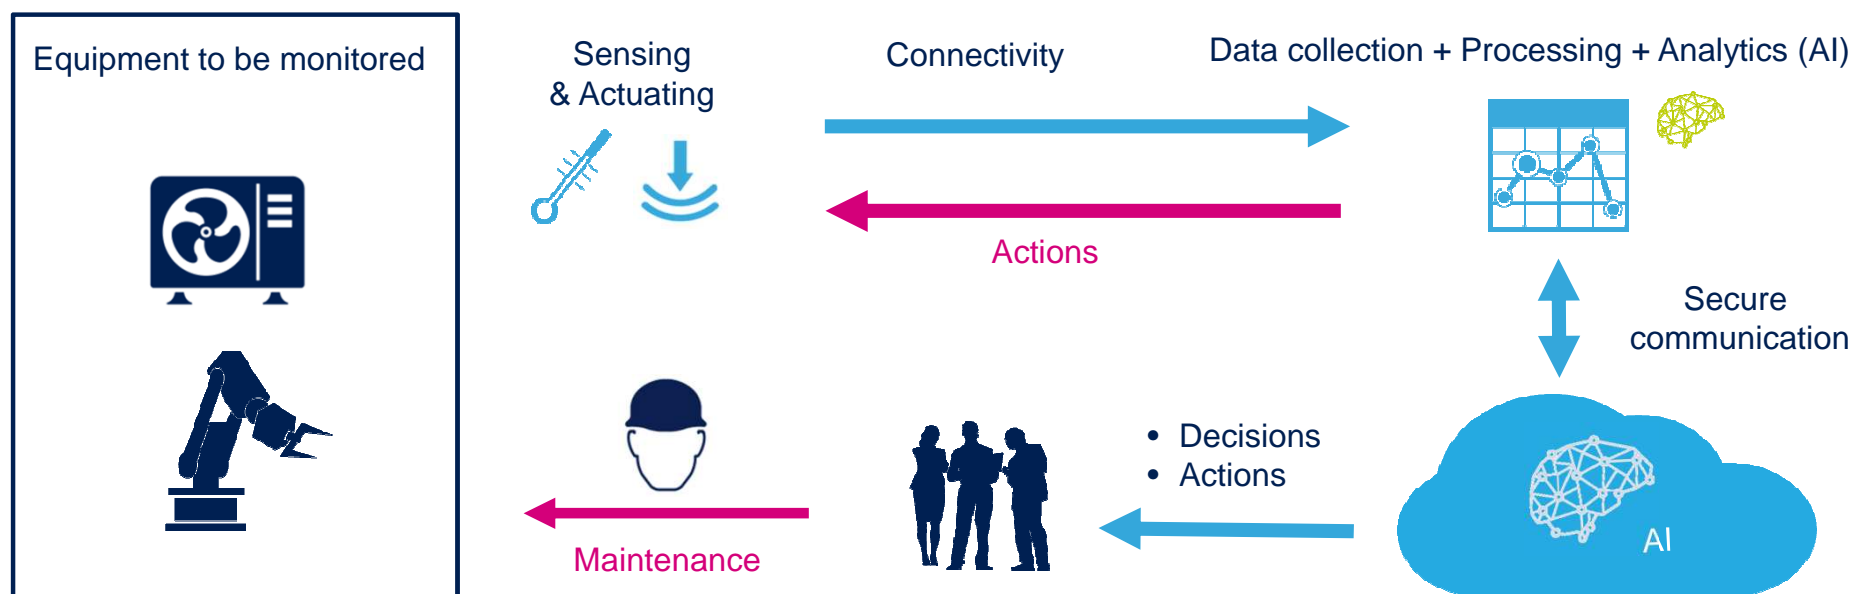 Equipment to be monitored
Sensing
& Actuating
Connectivity
Data collection + Processing + Analytics (AI)
Actions
Secure
communication
• Decisions
• Actions
Maintenance
AI